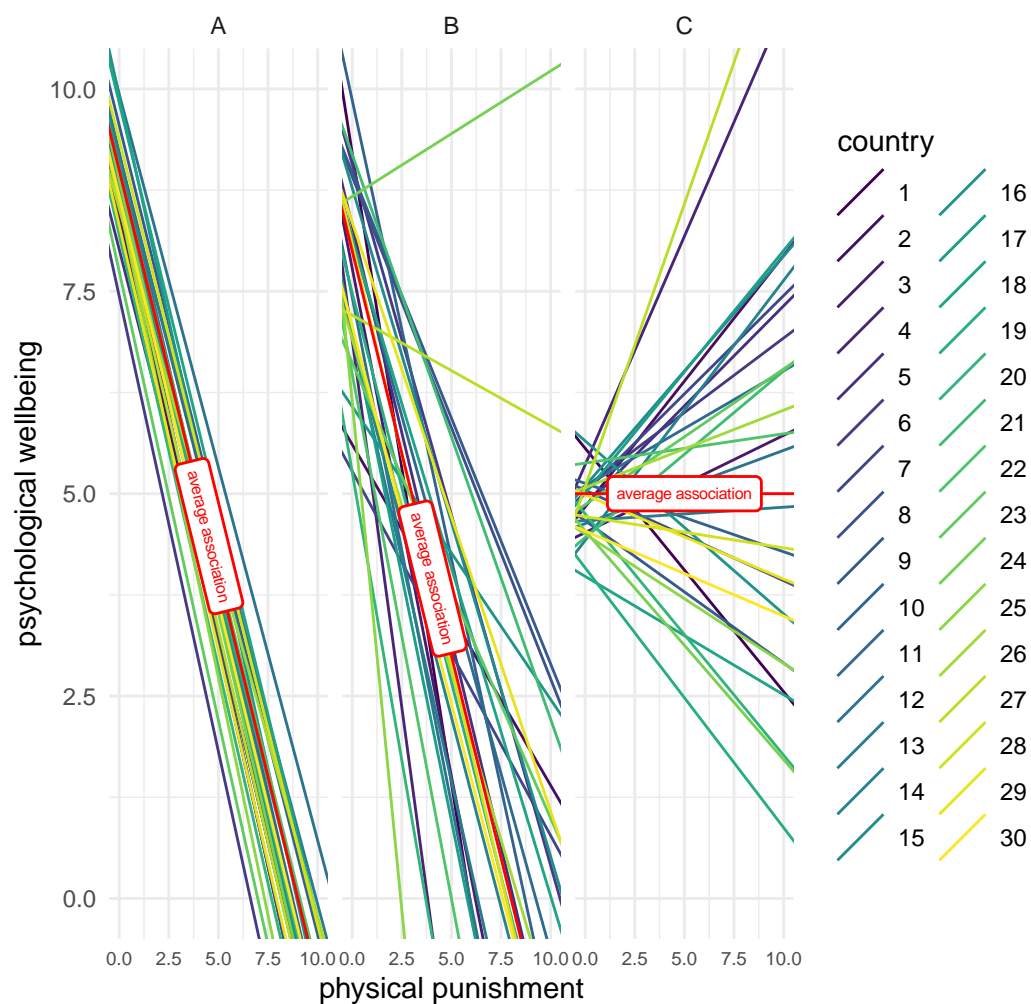 A B C
10.0
7.5
5.0
2.5
0.0
psychological wellbeing
average association
average association
average association
0.0 2.5 5.0 7.5 10.0 0.0 2.5 5.0 7.5 10.0 0.0 2.5 5.0 7.5 10.0
physical punishment
country
1 16
2 17
3 18
4 19
5 20
6 21
7 22
8 23
9 24
10 25
11 26
12 27
13 28
14 29
15 30